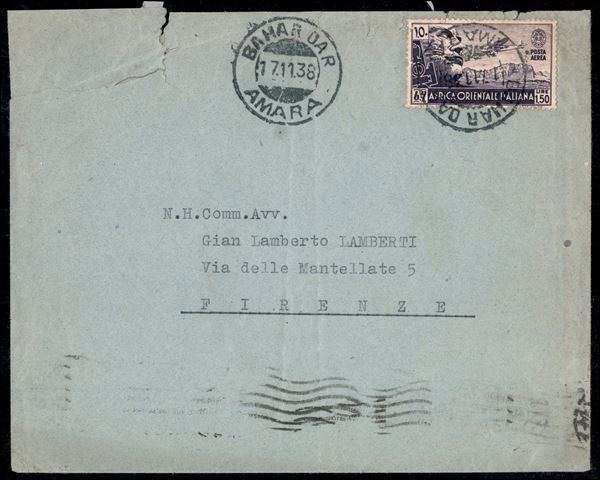 BAHAR DAR
17.11.38
AMARA
10.
POSTA
AEREA
AFRICA ORIENTALE ITALIANA
LIRE
1.50
N.H.Comm.Avv.
Gian Lamberto LAMBERTI
Via delle Mantellate 5
F I R E N Z E